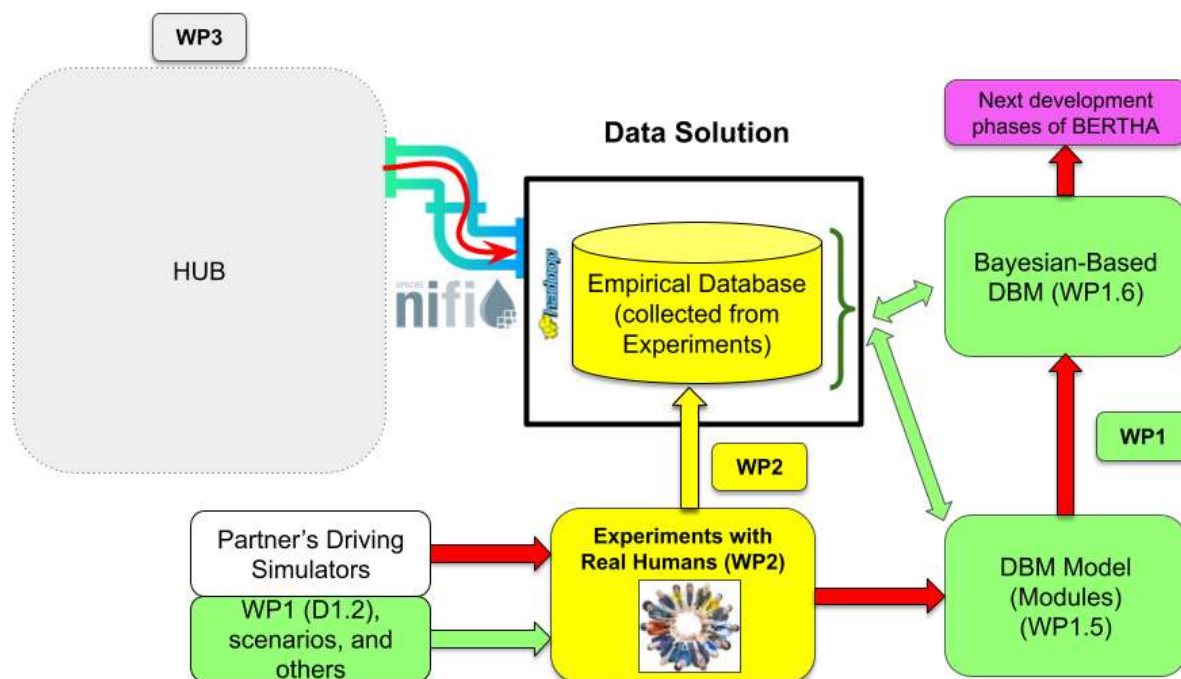 WP3
HUB
APACHE
nifi
Data Solution
hadoop
Empirical Database
(collected from
Experiments)
Next development
phases of BERTHA
Bayesian-Based
DBM (WP1.6)
WP1
WP2
Partner's Driving
Simulators
WP1 (D1.2),
scenarios, and
others
Experiments with
Real Humans (WP2)
DBM Model
(Modules)
(WP1.5)